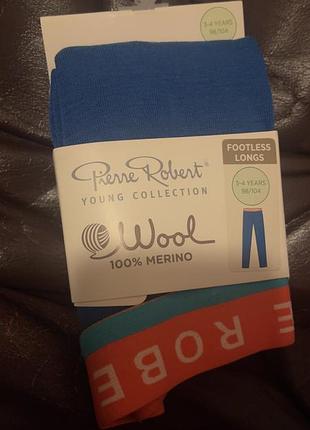 3-4 YEARS
98/104
Pierre Robert®
YOUNG COLLECTION
Wool
100% MERINO
FOOTLESS
LONGS
3-4 YEARS
98/104
E ROBE